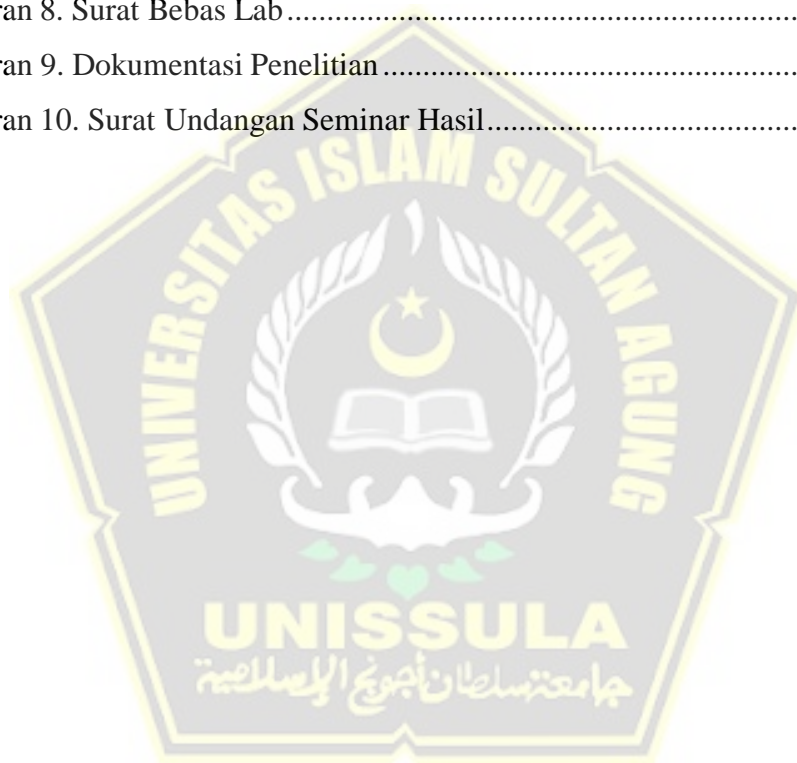 ran 8. Surat Bebas Lab................................................................
ran 9. Dokumentasi Penelitian....................................................
ran 10. Surat Undangan Seminar Hasil.......................................
UNIVERSITAS ISLAM SULTAN AGUNG
UNISSULA
جامعة سلطان أجونج الإسلامية